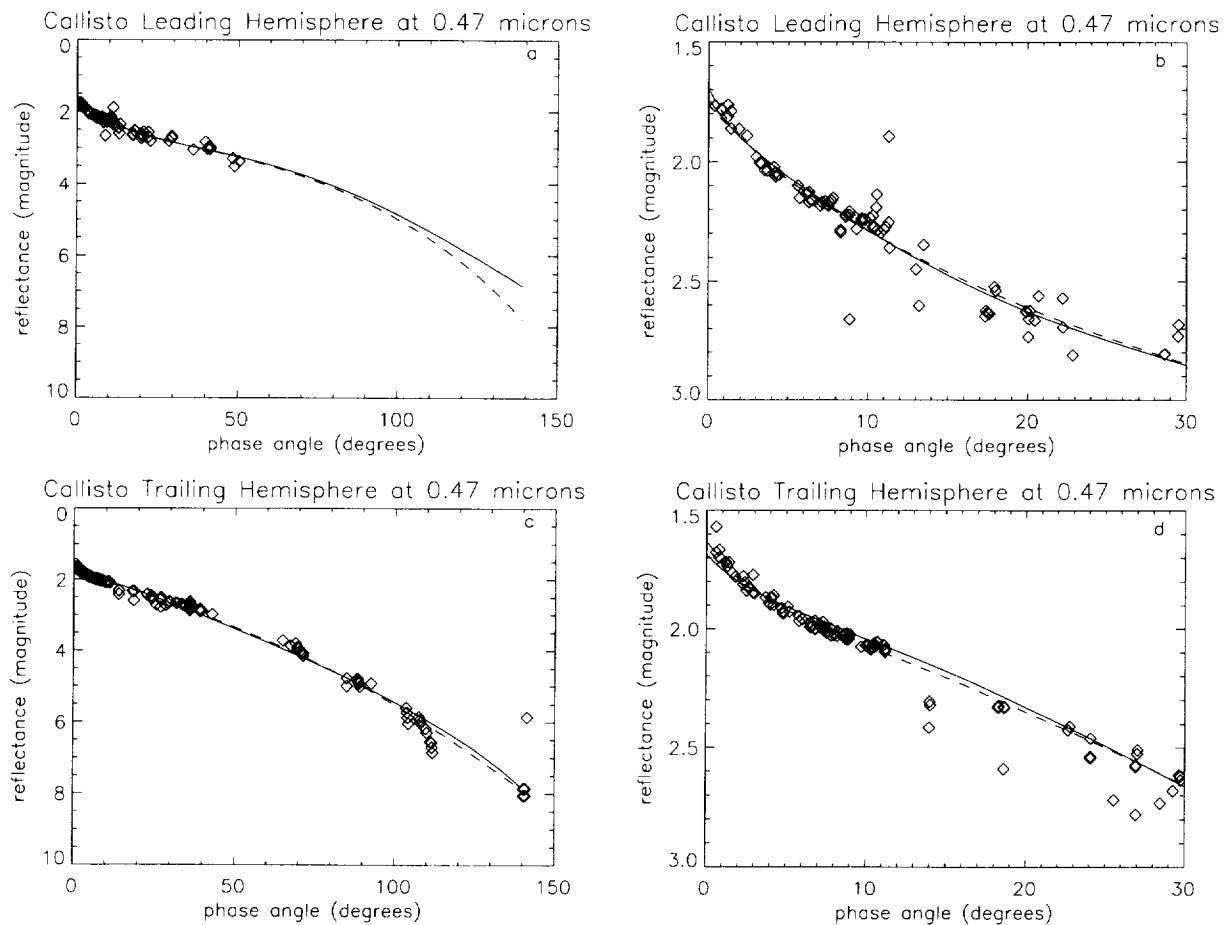 Callisto Leading Hemisphere at 0.47 microns
a
0
2
4
6
8
10
reflectance (magnitude)
0 50 100 150
phase angle (degrees)
Callisto Leading Hemisphere at 0.47 microns
b
1.5
2.0
2.5
3.0
reflectance (magnitude)
0 10 20 30
phase angle (degrees)
Callisto Trailing Hemisphere at 0.47 microns
c
0
2
4
6
8
10
reflectance (magnitude)
0 50 100 150
phase angle (degrees)
Callisto Trailing Hemisphere at 0.47 microns
d
1.5
2.0
2.5
3.0
reflectance (magnitude)
0 10 20 30
phase angle (degrees)